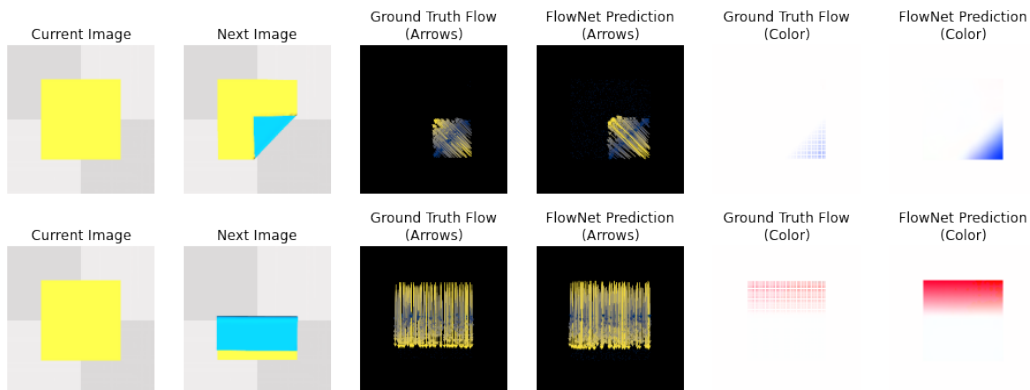 Current Image
Next Image
Ground Truth Flow
(Arrows)
FlowNet Prediction
(Arrows)
Ground Truth Flow
(Color)
FlowNet Prediction
(Color)
Current Image
Next Image
Ground Truth Flow
(Arrows)
FlowNet Prediction
(Arrows)
Ground Truth Flow
(Color)
FlowNet Prediction
(Color)